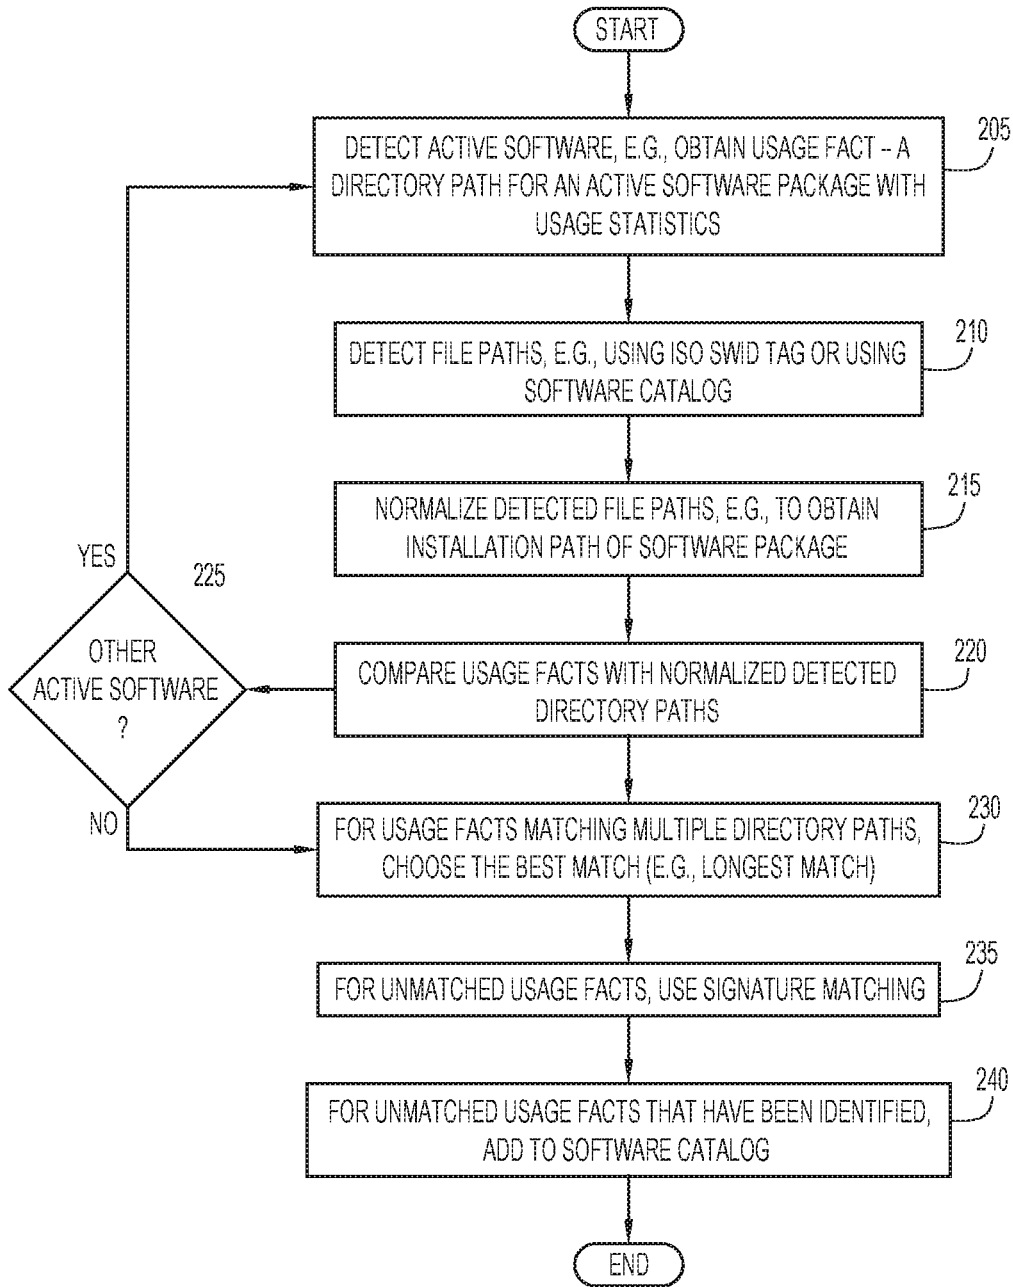 START
DETECT ACTIVE SOFTWARE, E.G., OBTAIN USAGE FACT -- A
DIRECTORY PATH FOR AN ACTIVE SOFTWARE PACKAGE WITH
USAGE STATISTICS
205
DETECT FILE PATHS, E.G., USING ISO SWID TAG OR USING
SOFTWARE CATALOG
210
NORMALIZE DETECTED FILE PATHS, E.G., TO OBTAIN
INSTALLATION PATH OF SOFTWARE PACKAGE
215
YES
225
OTHER
ACTIVE SOFTWARE
?
NO
COMPARE USAGE FACTS WITH NORMALIZED DETECTED
DIRECTORY PATHS
220
FOR USAGE FACTS MATCHING MULTIPLE DIRECTORY PATHS,
CHOOSE THE BEST MATCH (E.G., LONGEST MATCH)
230
FOR UNMATCHED USAGE FACTS, USE SIGNATURE MATCHING
235
FOR UNMATCHED USAGE FACTS THAT HAVE BEEN IDENTIFIED,
ADD TO SOFTWARE CATALOG
240
END